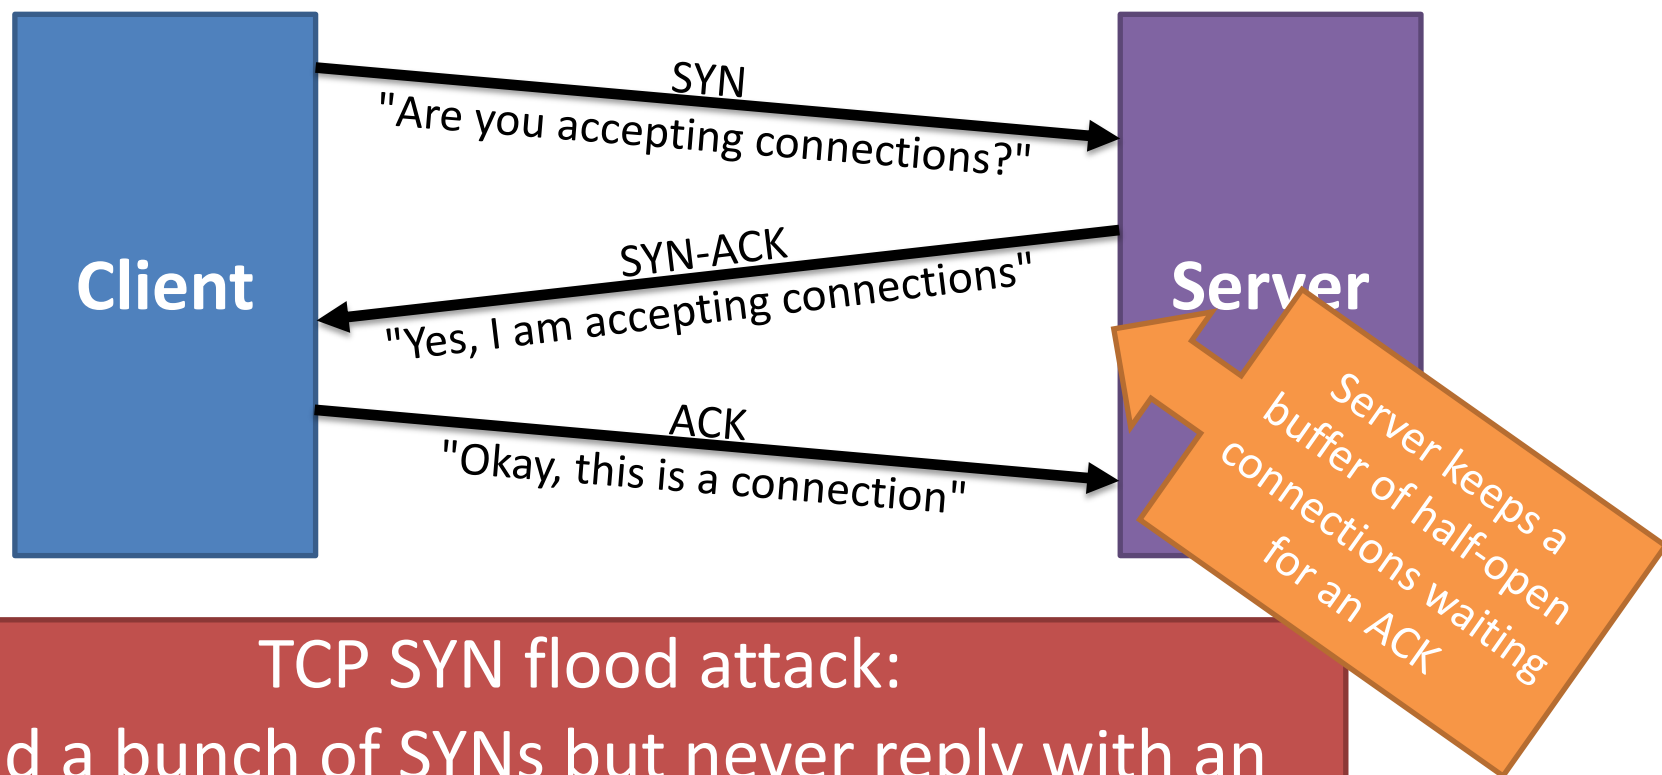 SYN
"Are you accepting connections?"
Client
SYN-ACK
"Yes, I am accepting connections"
Server
ACK
"Okay, this is a connection"
Server keeps a
buffer of half-open
connections waiting
for an ACK
TCP SYN flood attack:
d a bunch of SYNs but never reply with an